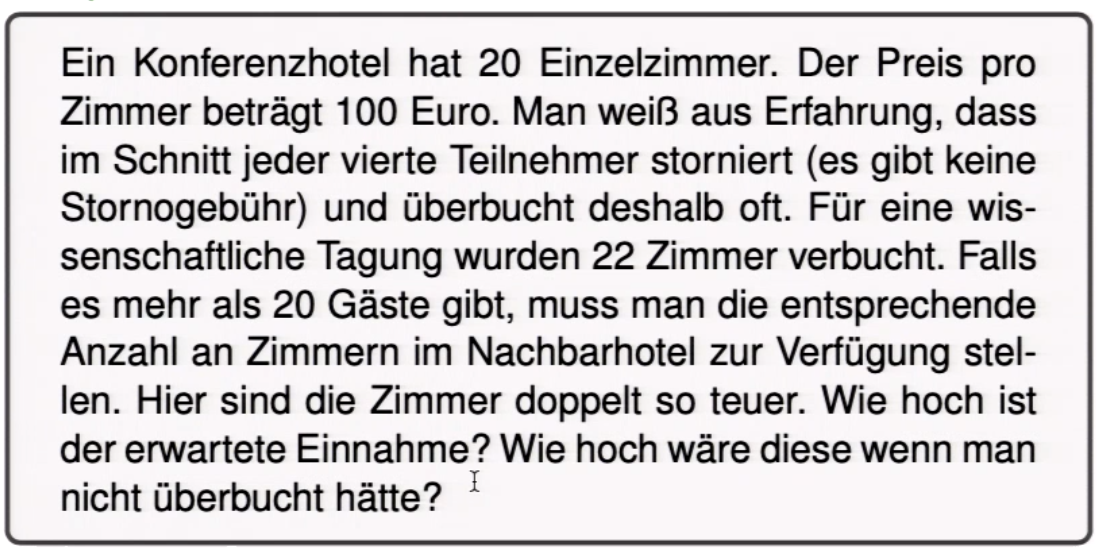 Ein Konferenzhotel hat 20 Einzelzimmer. Der Preis pro
Zimmer beträgt 100 Euro. Man weiß aus Erfahrung, dass
im Schnitt jeder vierte Teilnehmer storniert (es gibt keine
Stornogebühr) und überbucht deshalb oft. Für eine wis-
senschaftliche Tagung wurden 22 Zimmer verbucht. Falls
es mehr als 20 Gäste gibt, muss man die entsprechende
Anzahl an Zimmern im Nachbarhotel zur Verfügung stel-
len. Hier sind die Zimmer doppelt so teuer. Wie hoch ist
der erwartete Einnahme? Wie hoch wäre diese wenn man
nicht überbucht hätte?